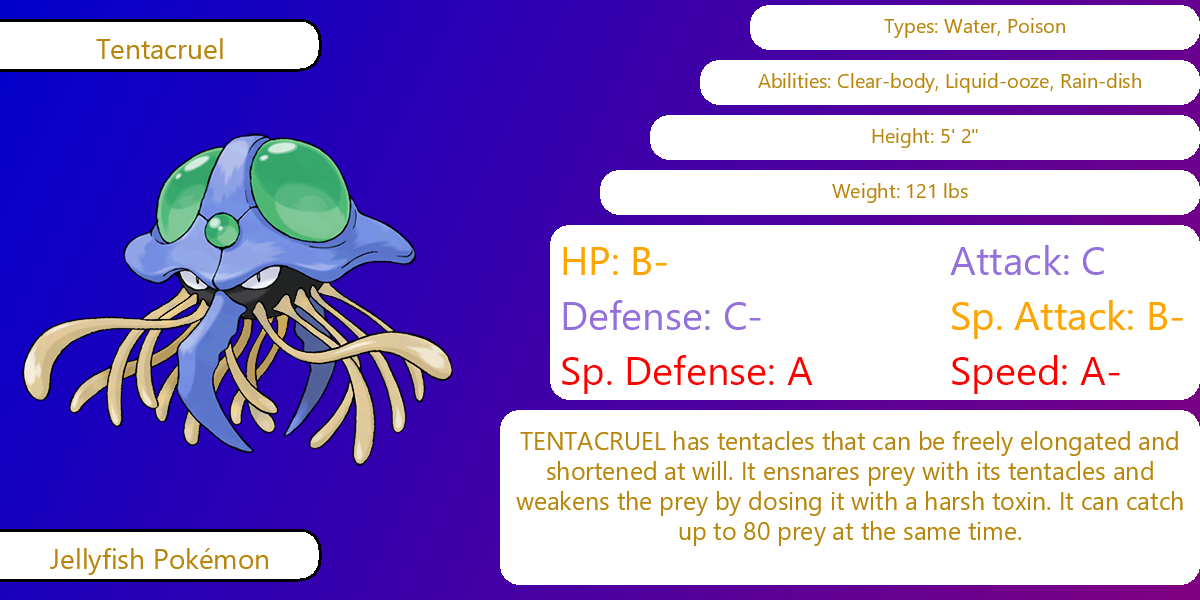 Tentacruel
Types: Water, Poison
Abilities: Clear-body, Liquid-ooze, Rain-dish
Height: 5' 2"
Weight: 121 lbs
HP: B- Attack: C
Defense: C- Sp. Attack: B-
Sp. Defense: A Speed: A-
TENTACRUEL has tentacles that can be freely elongated and
shortened at will. It ensnares prey with its tentacles and
weakens the prey by dosing it with a harsh toxin. It can catch
up to 80 prey at the same time.
Jellyfish Pokémon